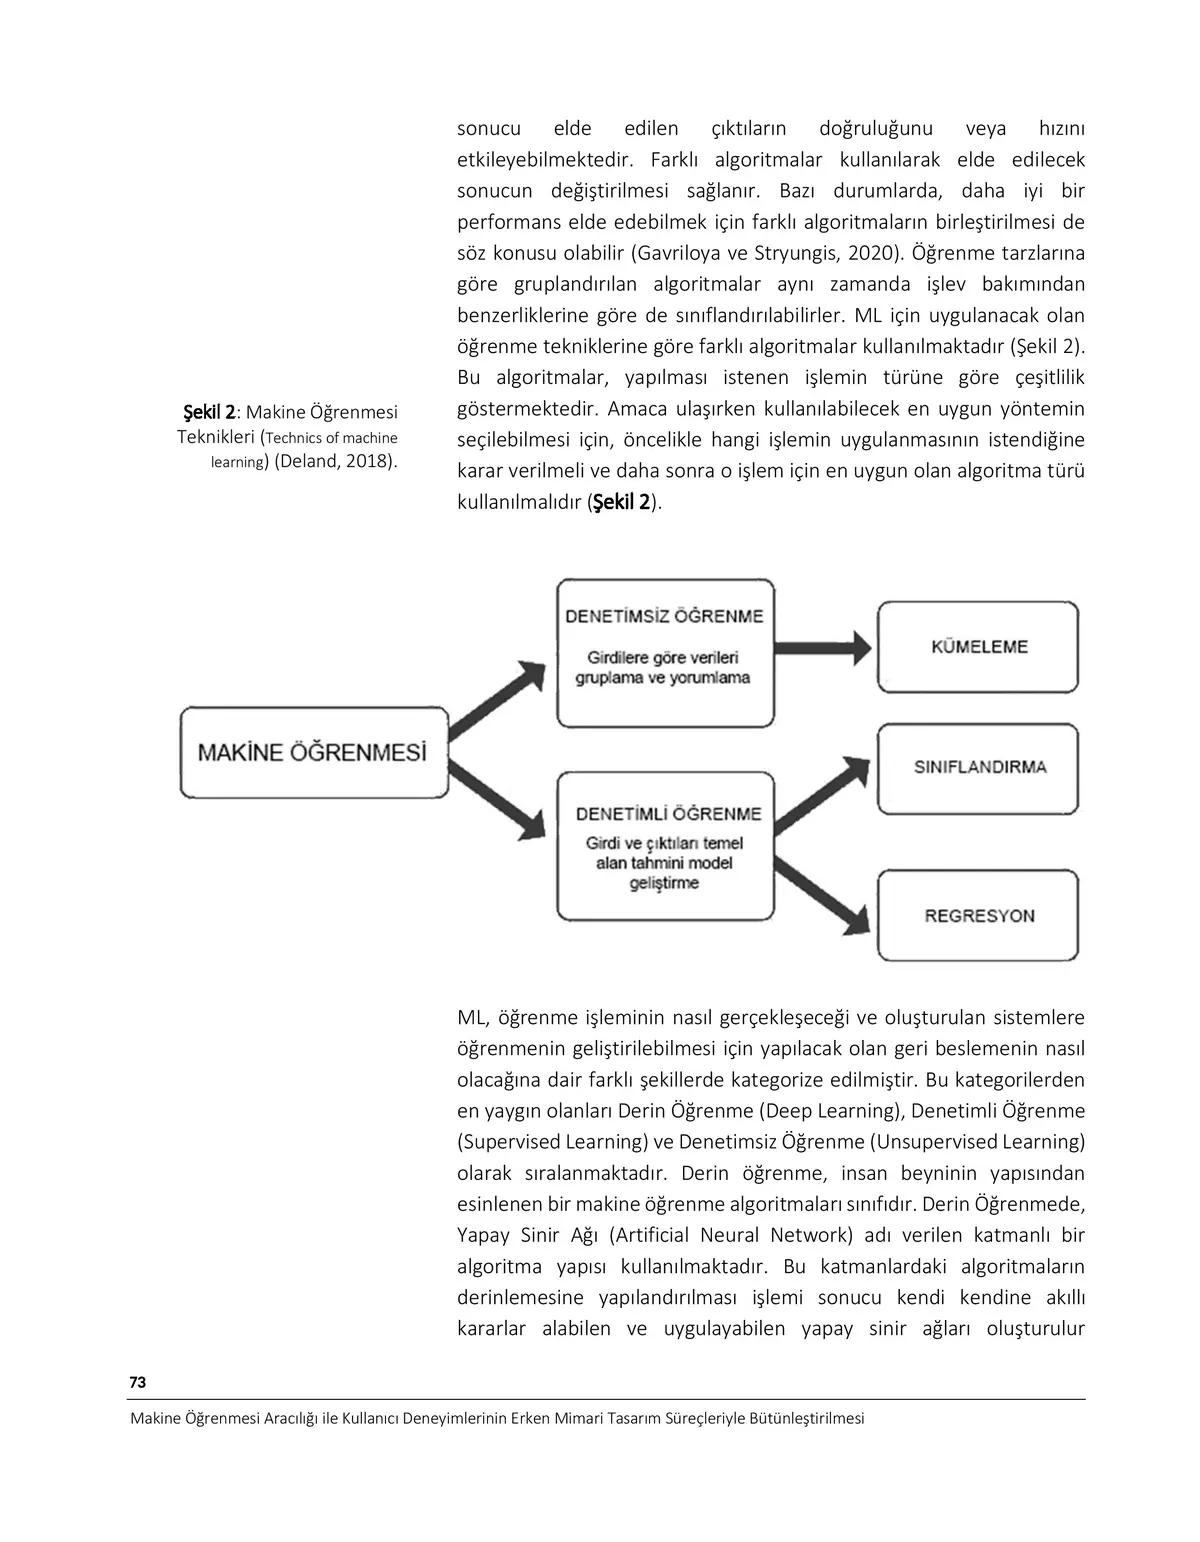 sonucu elde edilen çıktıların doğruluğunu veya hızını
etkileyebilmektedir. Farklı algoritmalar kullanılarak elde edilecek
sonucun değiştirilmesi sağlanır. Bazı durumlarda, daha iyi bir
performans elde edebilmek için farklı algoritmaların birleştirilmesi de
söz konusu olabilir (Gavriloya ve Stryungis, 2020). Öğrenme tarzlarına
göre gruplandırılan algoritmalar aynı zamanda işlev bakımından
benzerliklerine göre de sınıflandırılabilirler. ML için uygulanacak olan
öğrenme tekniklerine göre farklı algoritmalar kullanılmaktadır (Şekil 2).
Bu algoritmalar, yapılması istenen işlemin türüne göre çeşitlilik
göstermektedir. Amaca ulaşırken kullanılabilecek en uygun yöntemin
seçilebilmesi için, öncelikle hangi işlemin uygulanmasının istendiğine
karar verilmeli ve daha sonra o işlem için en uygun olan algoritma türü
kullanılmalıdır (Şekil 2).
Şekil 2: Makine Öğrenmesi
Teknikleri (Technics of machine
learning) (Deland, 2018).
MAKİNE ÖĞRENMESİ
DENETİMSİZ ÖĞRENME
Girdilere göre verileri
gruplama ve yorumlama
KÜMELEME
DENETİMLİ ÖĞRENME
Girdi ve çıktıları temel
alan tahmini model
geliştirme
SINIFLANDIRMA
REGRESYON
ML, öğrenme işleminin nasıl gerçekleşeceği ve oluşturulan sistemlere
öğrenmenin geliştirilebilmesi için yapılacak olan geri beslemenin nasıl
olacağına dair farklı şekillerde kategorize edilmiştir. Bu kategorilerden
en yaygın olanları Derin Öğrenme (Deep Learning), Denetimli Öğrenme
(Supervised Learning) ve Denetimsiz Öğrenme (Unsupervised Learning)
olarak sıralanmaktadır. Derin öğrenme, insan beyninin yapısından
esinlenen bir makine öğrenme algoritmaları sınıfıdır. Derin Öğrenmede,
Yapay Sinir Ağı (Artificial Neural Network) adı verilen katmanlı bir
algoritma yapısı kullanılmaktadır. Bu katmanlardaki algoritmaların
derinlemesine yapılandırılması işlemi sonucu kendi kendine akıllı
kararlar alabilen ve uygulayabilen yapay sinir ağları oluşturulur
73
Makine Öğrenmesi Aracılığı ile Kullanıcı Deneyimlerinin Erken Mimari Tasarım Süreçleriyle Bütünleştirilmesi